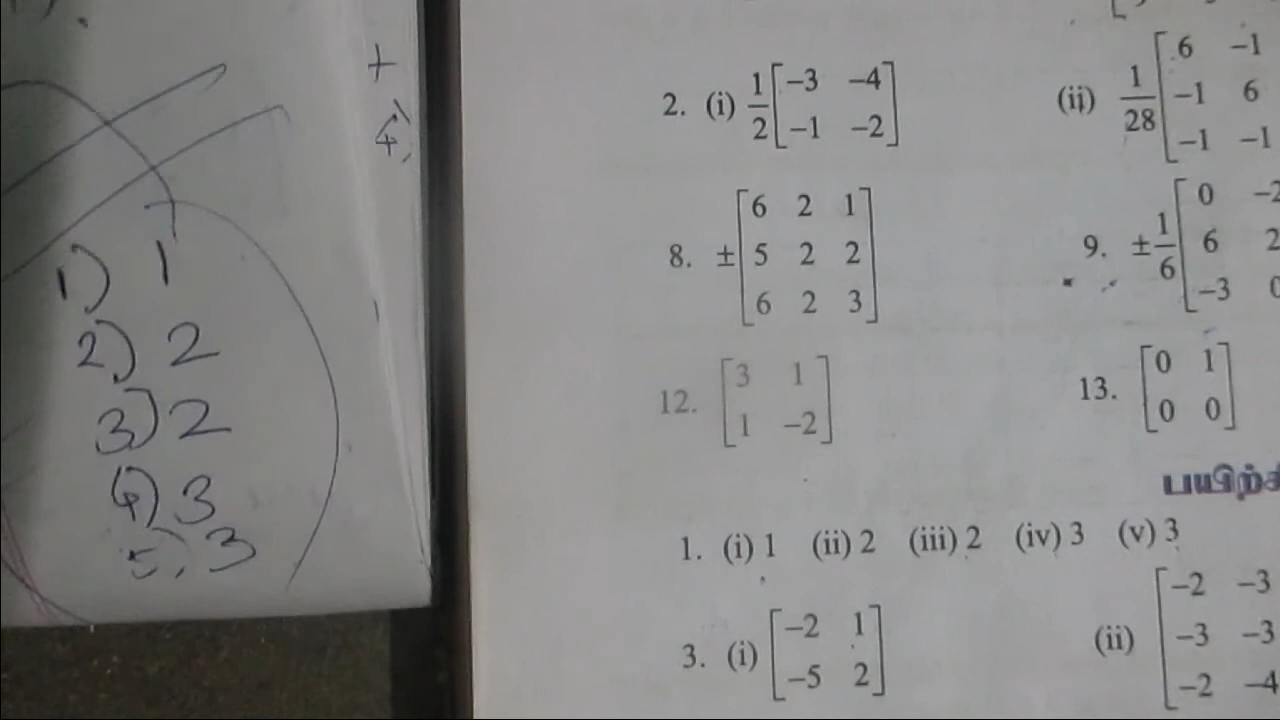 +
4,
1) 1
2) 2
3) 2
4) 3
5) 3
2. (i) 1/2 [-3 -4
-1 -2]
(ii) 1/28 [6 -1
-1 6
-1 -1
8. ± [6 2 1
5 2 2
6 2 3]
9. ± 1/6 [0 -2
6 2
-3 0
12. [3 1
1 -2]
13. [0 1
0 0]
1. (i) 1 (ii) 2 (iii) 2 (iv) 3 (v) 3
3. (i) [-2 1
-5 2]
(ii) [-2 -3
-3 -3
-2 -4